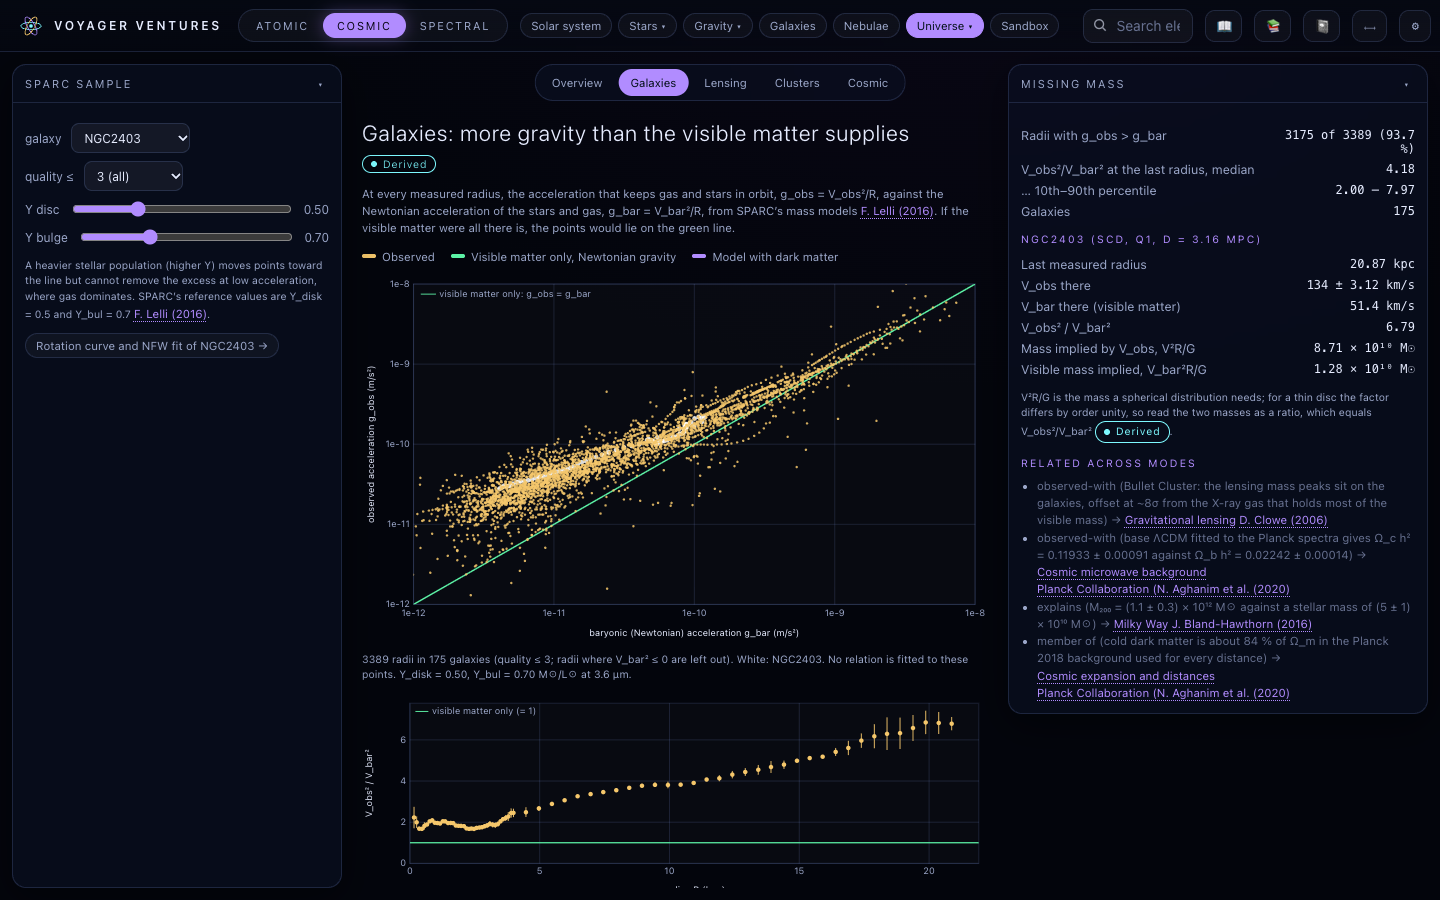 VOYAGER VENTURES
ATOMIC COSMIC SPECTRAL
Solar system Stars ▾ Gravity ▾ Galaxies Nebulae Universe ▾ Sandbox
Search ele
SPARC SAMPLE ▾
galaxy NGC2403
quality ≤ 3 (all)
Υ disc 0.50
Υ bulge 0.70
A heavier stellar population (higher Υ) moves points toward
the line but cannot remove the excess at low acceleration,
where gas dominates. SPARC's reference values are Υ_disk
= 0.5 and Υ_bul = 0.7 F. Lelli (2016).
Rotation curve and NFW fit of NGC2403 →
Overview Galaxies Lensing Clusters Cosmic
Galaxies: more gravity than the visible matter supplies
Derived
At every measured radius, the acceleration that keeps gas and stars in orbit, g_obs = V_obs²/R, against the
Newtonian acceleration of the stars and gas, g_bar = V_bar²/R, from SPARC's mass models F. Lelli (2016). If the
visible matter were all there is, the points would lie on the green line.
Observed Visible matter only, Newtonian gravity Model with dark matter
visible matter only: g_obs = g_bar
observed acceleration g_obs (m/s²)
1e-8
1e-9
1e-10
1e-11
1e-12
1e-12 1e-11 1e-10 1e-9 1e-8
baryonic (Newtonian) acceleration g_bar (m/s²)
3389 radii in 175 galaxies (quality ≤ 3; radii where V_bar² ≤ 0 are left out). White: NGC2403. No relation is fitted to these
points. Υ_disk = 0.50, Υ_bul = 0.70 M☉/L☉ at 3.6 μm.
visible matter only (= 1)
V_obs² / V_bar²
6
4
2
0
0 5 10 15 20
MISSING MASS ▾
Radii with g_obs > g_bar 3175 of 3389 (93.7
%)
V_obs²/V_bar² at the last radius, median 4.18
… 10th–90th percentile 2.00 – 7.97
Galaxies 175
NGC2403 (SCD, Q1, D = 3.16 MPC)
Last measured radius 20.87 kpc
V_obs there 134 ± 3.12 km/s
V_bar there (visible matter) 51.4 km/s
V_obs² / V_bar² 6.79
Mass implied by V_obs, V²R/G 8.71 × 10¹⁰ M☉
Visible mass implied, V_bar²R/G 1.28 × 10¹⁰ M☉
V²R/G is the mass a spherical distribution needs; for a thin disc the factor
differs by order unity, so read the two masses as a ratio, which equals
V_obs²/V_bar² Derived.
RELATED ACROSS MODES
observed-with (Bullet Cluster: the lensing mass peaks sit on the
galaxies, offset at ~8σ from the X-ray gas that holds most of the
visible mass) → Gravitational lensing D. Clowe (2006)
observed-with (base ΛCDM fitted to the Planck spectra gives Ω_c h²
= 0.11933 ± 0.00091 against Ω_b h² = 0.02242 ± 0.00014) →
Cosmic microwave background
Planck Collaboration (N. Aghanim et al. (2020)
explains (M₂₀₀ = (1.1 ± 0.3) × 10¹² M☉ against a stellar mass of (5 ± 1)
× 10¹⁰ M☉) → Milky Way J. Bland-Hawthorn (2016)
member of (cold dark matter is about 84 % of Ω_m in the Planck
2018 background used for every distance) →
Cosmic expansion and distances
Planck Collaboration (N. Aghanim et al. (2020)